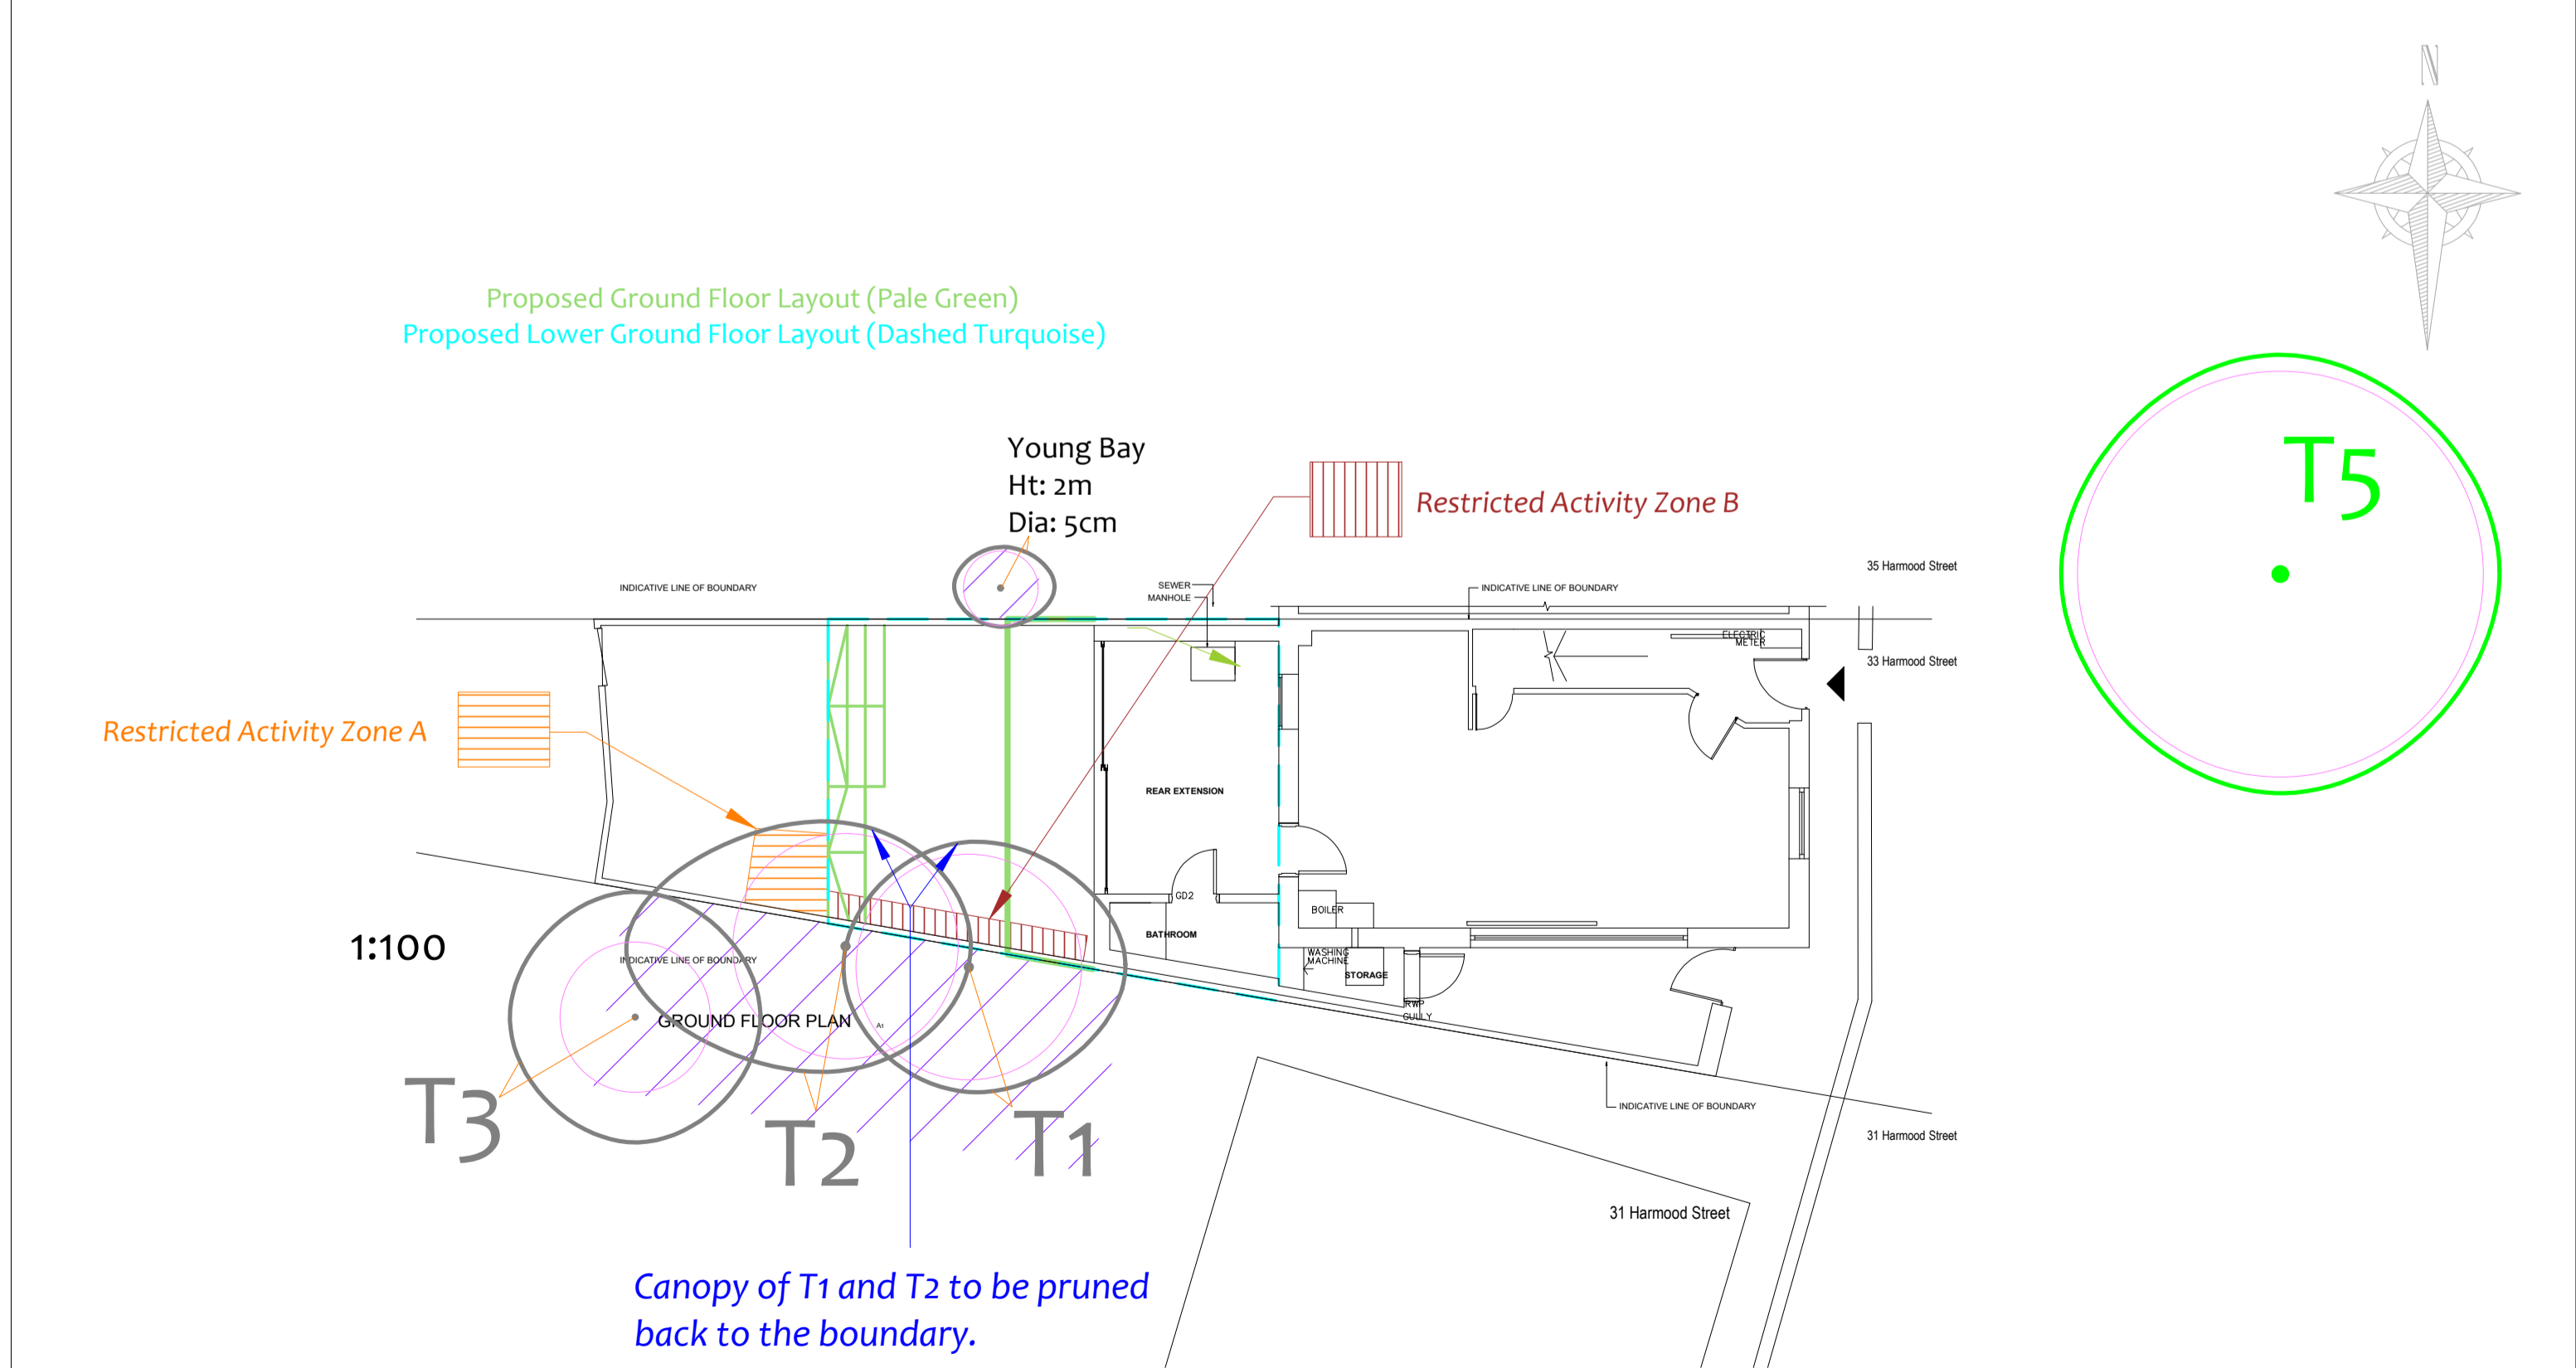 N
Proposed Ground Floor Layout (Pale Green)
Proposed Lower Ground Floor Layout (Dashed Turquoise)
Young Bay
Ht: 2m
Dia: 5cm
Restricted Activity Zone B
T5
35 Harmood Street
INDICATIVE LINE OF BOUNDARY
SEWER
MANHOLE
INDICATIVE LINE OF BOUNDARY
ELECTRIC
METER
33 Harmood Street
Restricted Activity Zone A
REAR EXTENSION
GD2
BOILER
BATHROOM
1:100
INDICATIVE LINE OF BOUNDARY
WASHING
MACHINE
STORAGE
RWP
GULLY
GROUND FLOOR PLAN
A1
T3
T2
T1
INDICATIVE LINE OF BOUNDARY
31 Harmood Street
31 Harmood Street
Canopy of T1 and T2 to be pruned
back to the boundary.